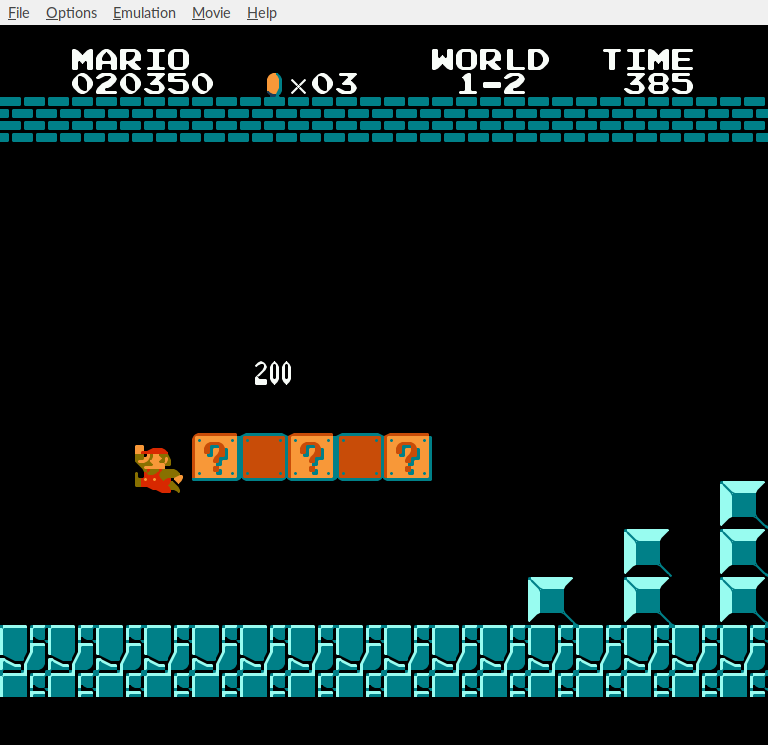 File Options Emulation Movie Help
MARIO WORLD TIME
020350 ×03 1-2 385
200
? ? ?